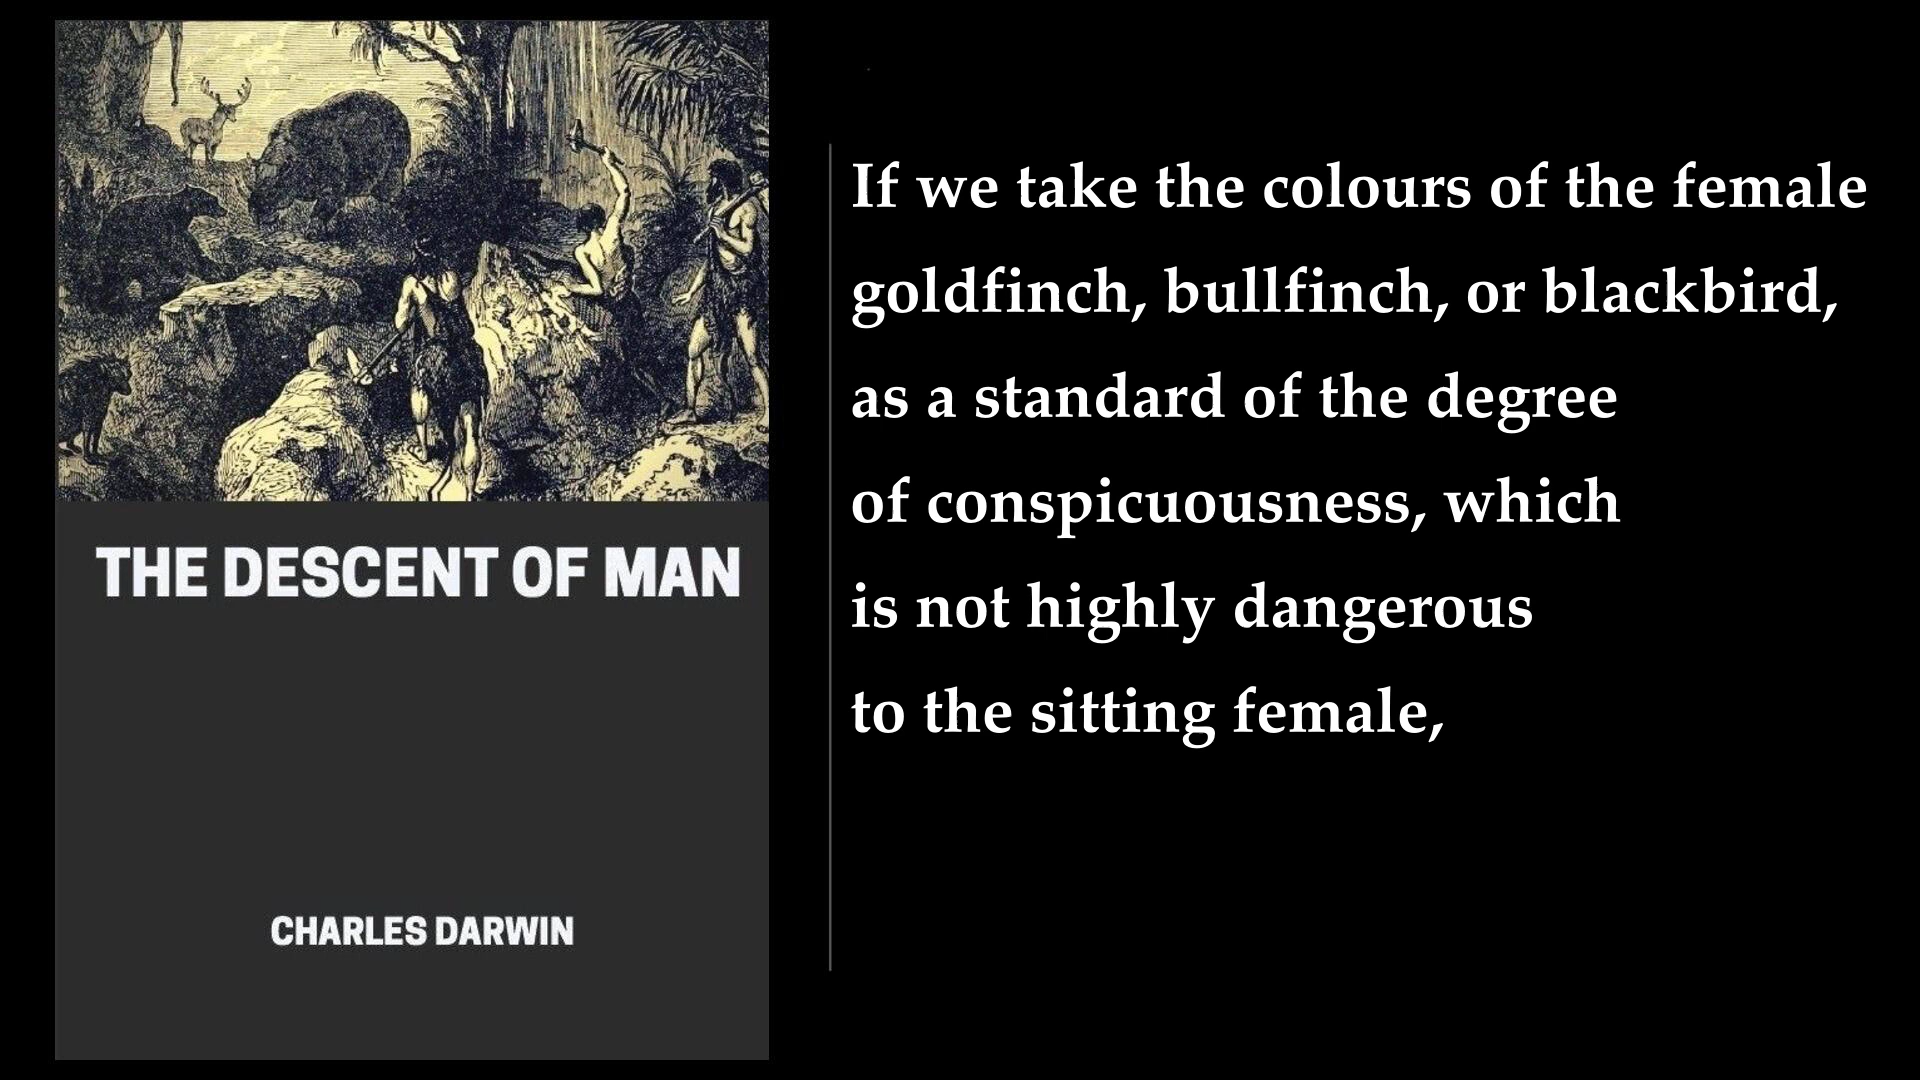 THE DESCENT OF MAN
CHARLES DARWIN
If we take the colours of the female
goldfinch, bullfinch, or blackbird,
as a standard of the degree
of conspicuousness, which
is not highly dangerous
to the sitting female,